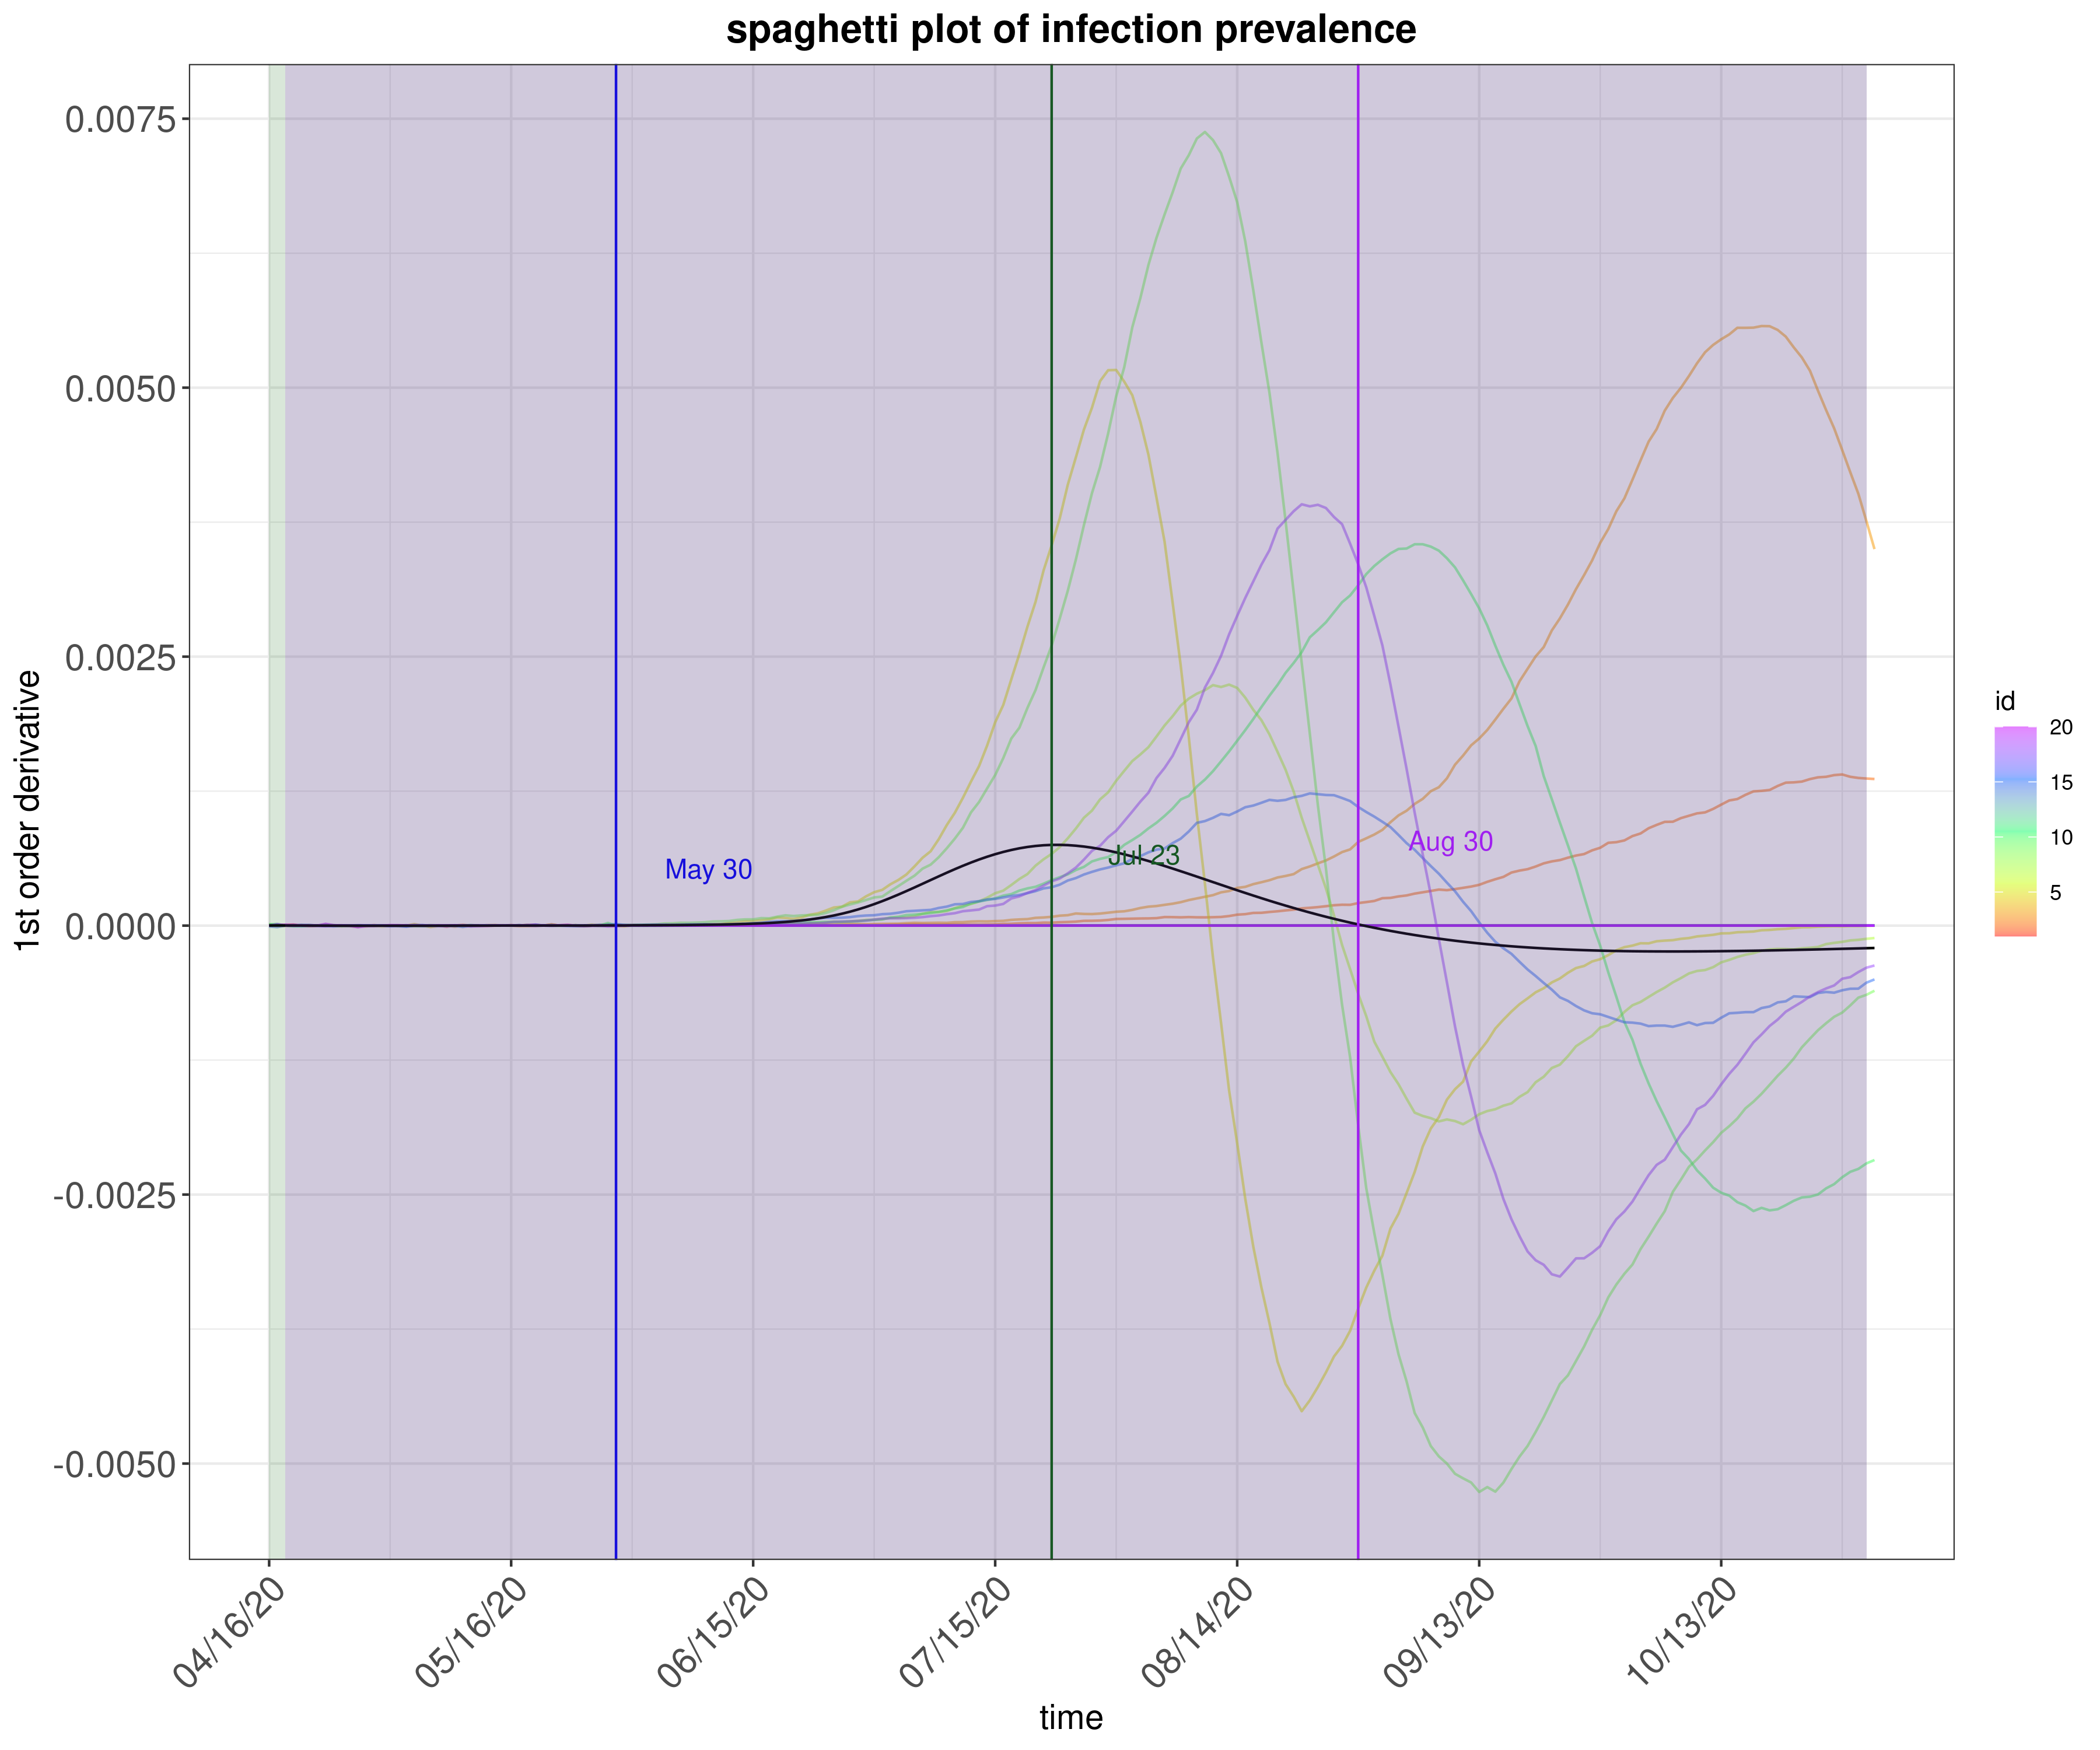 spaghetti plot of infection prevalence
1st order derivative
0.0075
0.0050
0.0025
0.0000
-0.0025
-0.0050
May 30
Jul 23
Aug 30
04/16/20
05/16/20
06/15/20
07/15/20
08/14/20
09/13/20
10/13/20
time
id
20
15
10
5